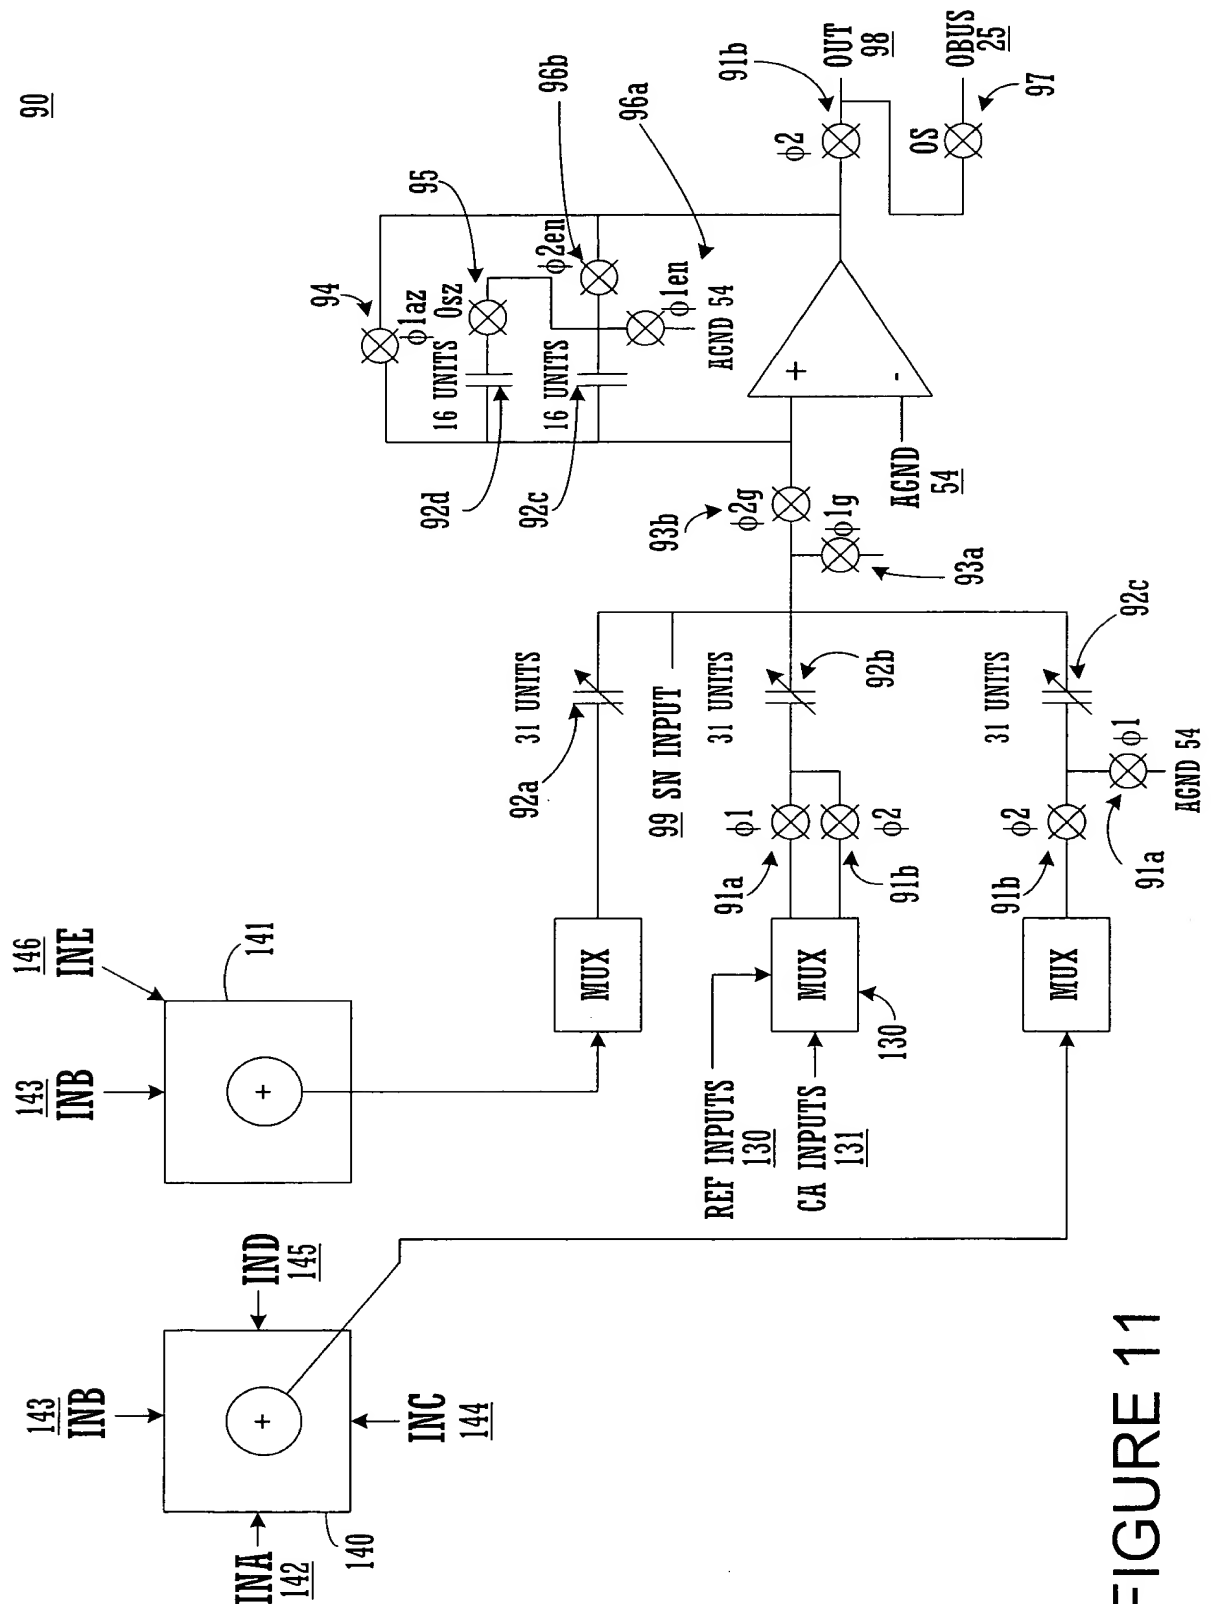 90
143
INB
146
INE
141
143
INB
IND
145
INA
142
140
INC
144
94
ϕ1az
95
0sz
16 UNITS
92d
96b
ϕ2en
16 UNITS
92c
96a
ϕ1en
AGND 54
ϕ2
91b
OUT
98
OS
OBUS
25
97
+
-
AGND
54
93b
ϕ2g
ϕ1g
93a
31 UNITS
92a
MUX
99 SN INPUT
31 UNITS
92b
ϕ1
91a
ϕ2
91b
MUX
130
REF INPUTS
130
CA INPUTS
131
31 UNITS
92c
ϕ2
91b
ϕ1
91a
AGND 54
MUX
+
+
FIGURE 11